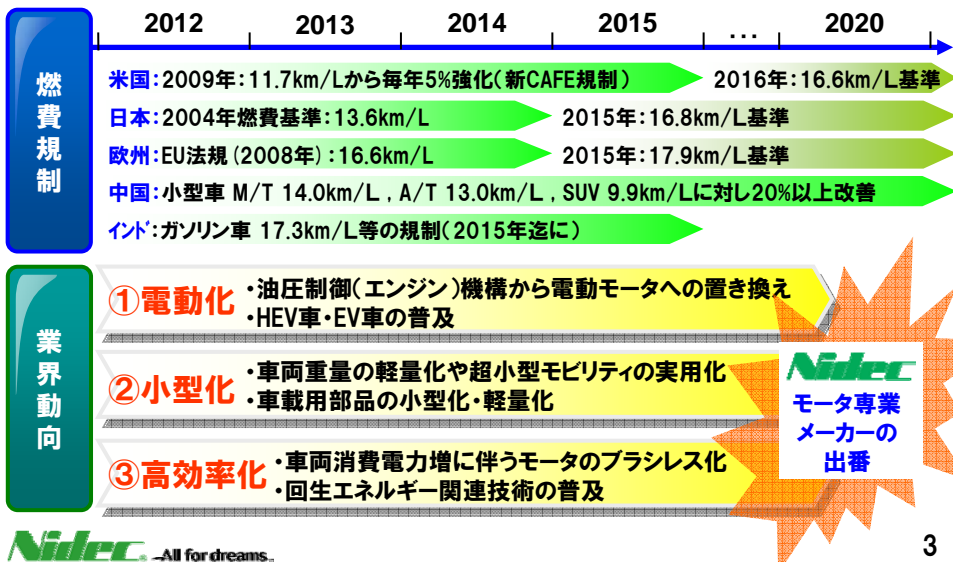 2012 2013 2014 2015 ... 2020
燃費規制
米国：2009年：11.7km/Lから毎年5%強化（新CAFE規制） 2016年：16.6km/L基準
日本：2004年燃費基準：13.6km/L 2015年：16.8km/L基準
欧州：EU法規（2008年）：16.6km/L 2015年：17.9km/L基準
中国：小型車 M/T 14.0km/L , A/T 13.0km/L , SUV 9.9km/Lに対し20%以上改善
インド：ガソリン車 17.3km/L等の規制（2015年迄に）
業界動向
①電動化
・油圧制御（エンジン）機構から電動モータへの置き換え
・HEV車・EV車の普及
②小型化
・車両重量の軽量化や超小型モビリティの実用化
・車載用部品の小型化・軽量化
③高効率化
・車両消費電力増に伴うモータのブラシレス化
・回生エネルギー関連技術の普及
Nidec
モータ専業
メーカーの
出番
Nidec -All for dreams
3